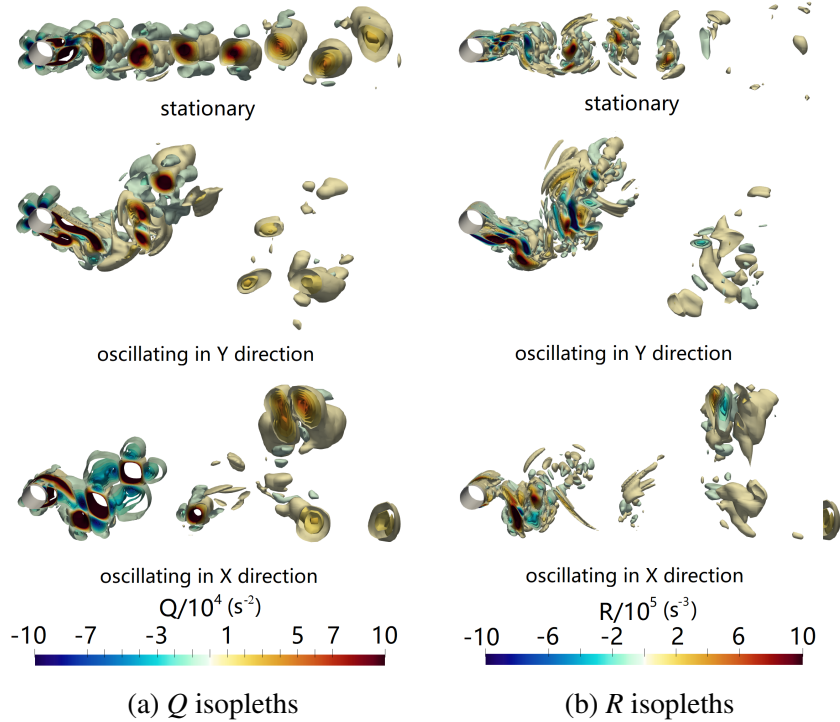 stationary
stationary
oscillating in Y direction
oscillating in Y direction
oscillating in X direction
oscillating in X direction
Q/10⁴ (s⁻²)
-10 -7 -3 1 5 7 10
R/10⁵ (s⁻³)
-10 -6 -2 2 6 10
(a) Q isopleths
(b) R isopleths